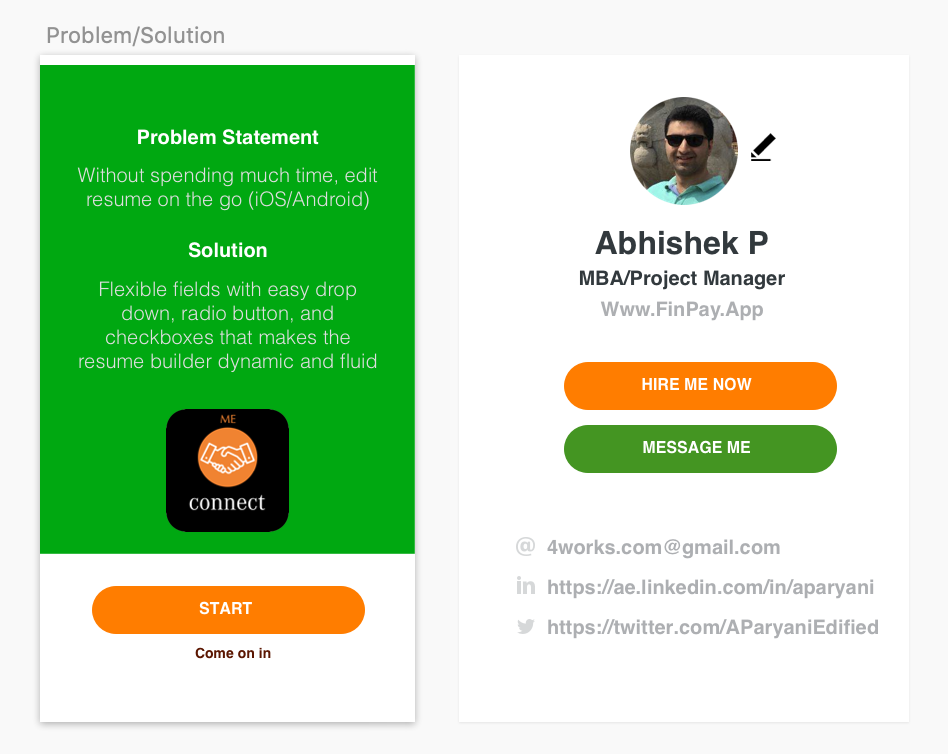 Problem/Solution
Problem Statement
Without spending much time, edit
resume on the go (iOS/Android)
Solution
Flexible fields with easy drop
down, radio button, and
checkboxes that makes the
resume builder dynamic and fluid
ME
connect
START
Come on in
Abhishek P
MBA/Project Manager
Www.FinPay.App
HIRE ME NOW
MESSAGE ME
@ 4works.com@gmail.com
in https://ae.linkedin.com/in/aparyani
https://twitter.com/AParyaniEdified